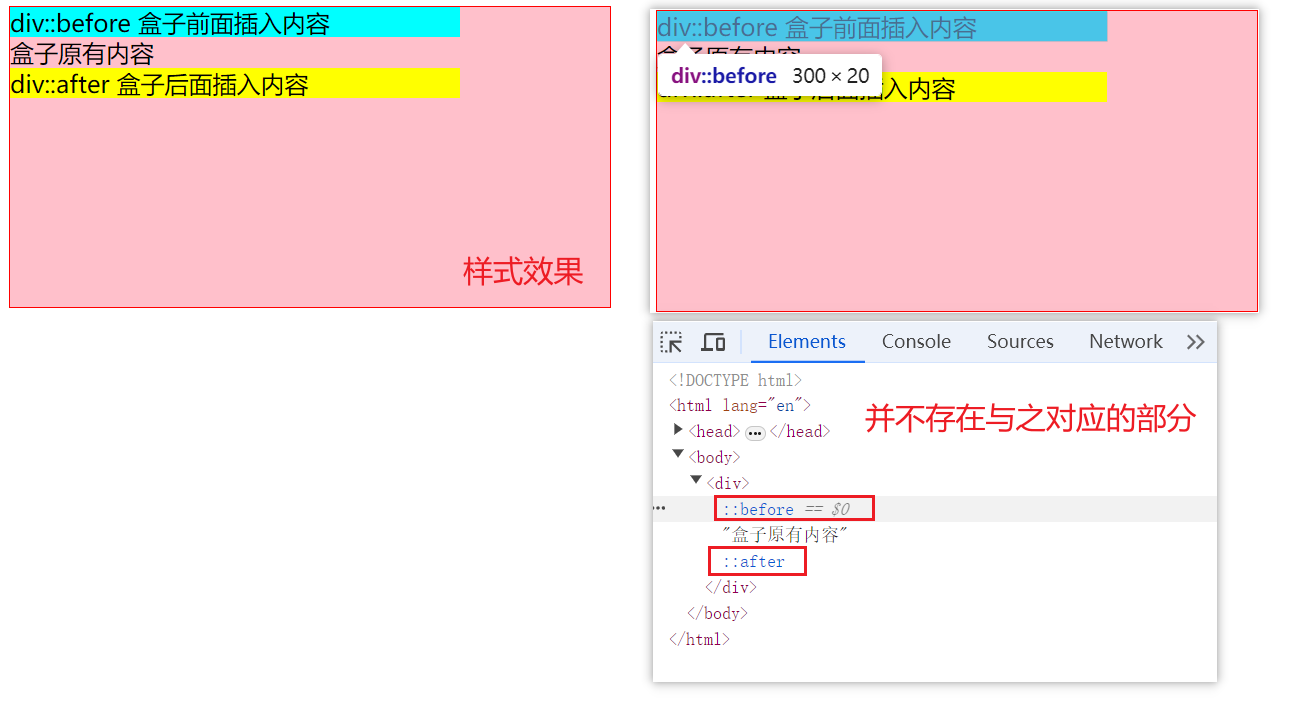 div::before 盒子前面插入内容
盒子原有内容
div::after 盒子后面插入内容
样式效果
div::before 盒子前面插入内容
div::before 300 × 20
插入内容
Elements Console Sources Network
<!DOCTYPE html>
<html lang="en">
并不存在与之对应的部分
<head> ••• </head>
<body>
<div>
::before == $0
"盒子原有内容"
::after
</div>
</body>
</html>